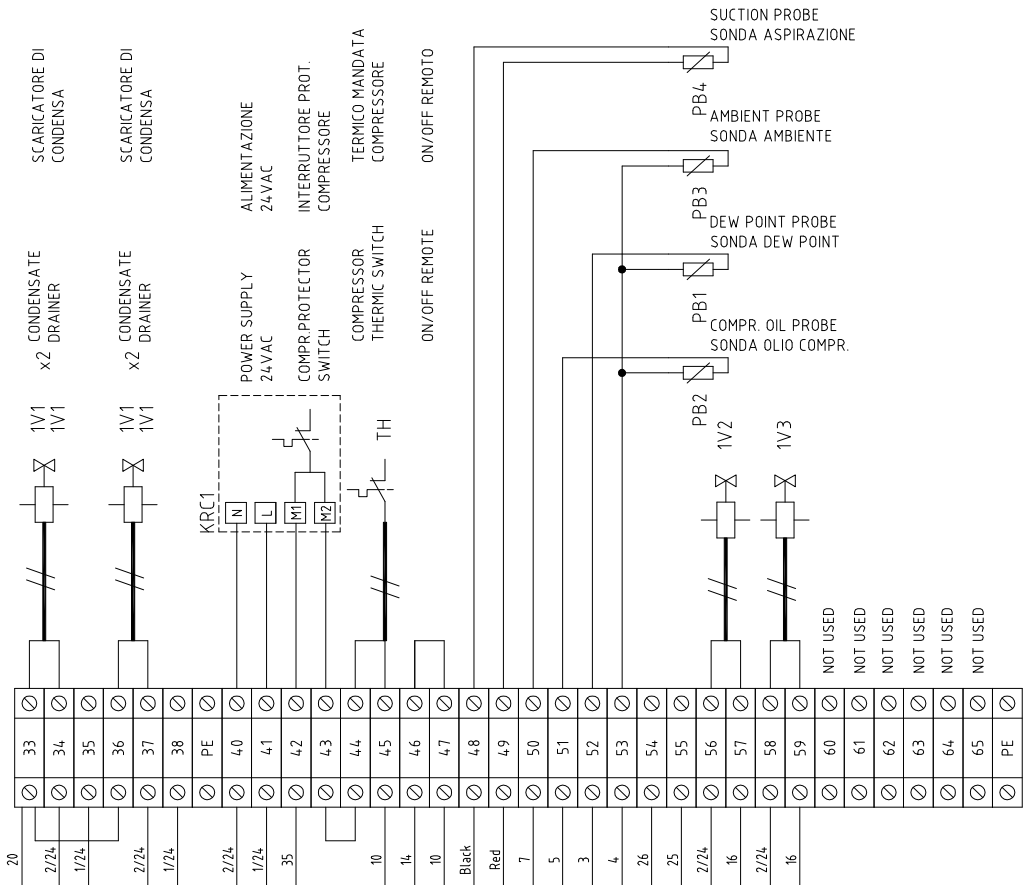 SUCTION PROBE
SONDA ASPIRAZIONE
PB4
AMBIENT PROBE
SONDA AMBIENTE
PB3
DEW POINT PROBE
SONDA DEW POINT
PB1
COMPR. OIL PROBE
SONDA OLIO COMPR.
PB2
SCARICATORE DI
CONDENSA
SCARICATORE DI
CONDENSA
ALIMENTAZIONE
24VAC
INTERRUTTORE PROT.
COMPRESSORE
TERMICO MANDATA
COMPRESSORE
ON/OFF REMOTO
x2 CONDENSATE
DRAINER
x2 CONDENSATE
DRAINER
POWER SUPPLY
24VAC
COMPR.PROTECTOR
SWITCH
COMPRESSOR
THERMIC SWITCH
ON/OFF REMOTE
1V1
1V1
1V1
1V1
KRC1
N
L
M1
M2
TH
1V2
1V3
NOT USED
NOT USED
NOT USED
NOT USED
NOT USED
NOT USED
33
34
35
36
37
38
PE
40
41
42
43
44
45
46
47
48
49
50
51
52
53
54
55
56
57
58
59
60
61
62
63
64
65
PE
20
2/24
1/24
2/24
1/24
2/24
1/24
35
10
14
10
Black
Red
7
5
3
4
26
25
2/24
16
2/24
16